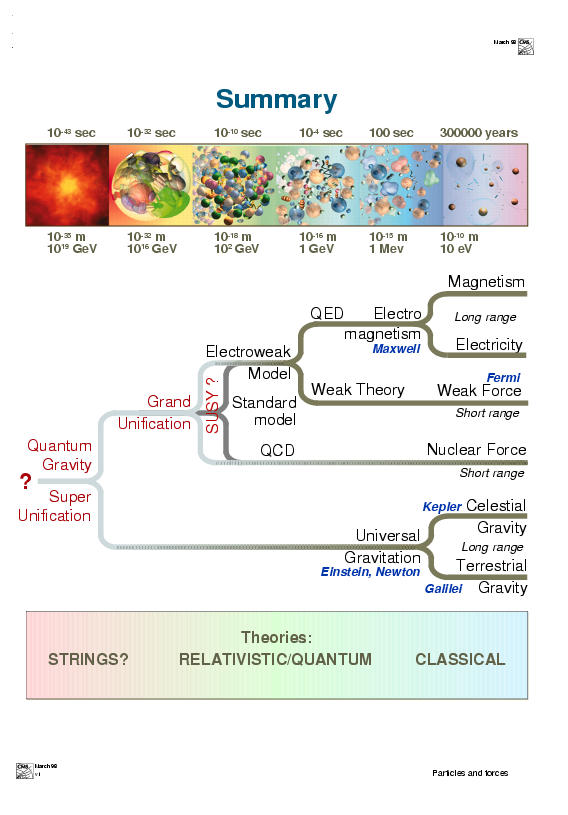 March 98 CMS
Summary
10-43 sec 10-32 sec 10-10 sec 10-4 sec 100 sec 300000 years
10-35 m 10-32 m 10-18 m 10-16 m 10-15 m 10-10 m
1019 GeV 1016 GeV 102 GeV 1 GeV 1 Mev 10 eV
Magnetism
QED Electro
Long range
magnetism
Maxwell
Electricity
Electroweak
Model
Fermi
Weak Theory Weak Force
Short range
SUSY ?
Standard
model
Grand
Unification
QCD Nuclear Force
Short range
Quantum
Gravity
?
Super
Unification
Kepler Celestial
Gravity
Universal
Long range
Gravitation
Terrestrial
Einstein, Newton
Galilei Gravity
Theories:
STRINGS? RELATIVISTIC/QUANTUM CLASSICAL
CMS March 98
Particles and forces